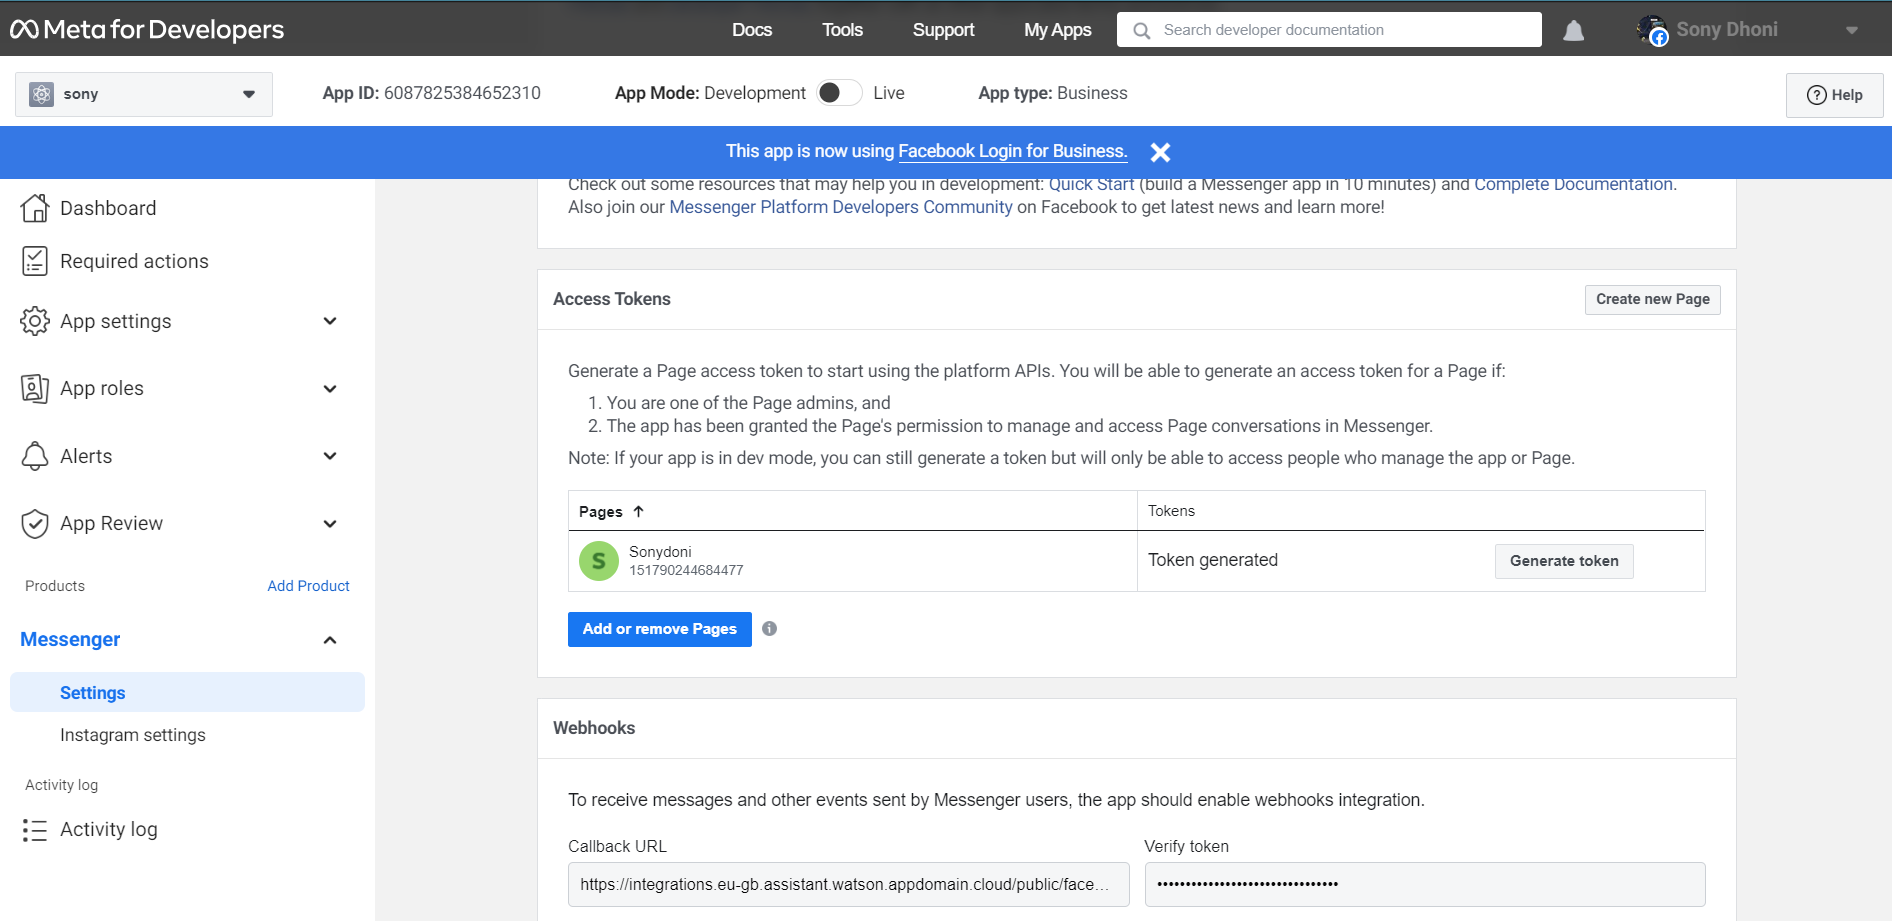 Meta for Developers
Docs
Tools
Support
My Apps
Search developer documentation
Sony Dhoni
sony
App ID: 6087825384652310
App Mode: Development
Live
App type: Business
Help
This app is now using Facebook Login for Business.
Dashboard
Required actions
App settings
App roles
Alerts
App Review
Products
Add Product
Messenger
Settings
Instagram settings
Activity log
Activity log
Check out some resources that may help you in development: Quick Start (build a Messenger app in 10 minutes) and Complete Documentation.
Also join our Messenger Platform Developers Community on Facebook to get latest news and learn more!
Access Tokens
Create new Page
Generate a Page access token to start using the platform APIs. You will be able to generate an access token for a Page if:
1. You are one of the Page admins, and
2. The app has been granted the Page's permission to manage and access Page conversations in Messenger.
Note: If your app is in dev mode, you can still generate a token but will only be able to access people who manage the app or Page.
Pages
Tokens
S
Sonydoni
151790244684477
Token generated
Generate token
Add or remove Pages
Webhooks
To receive messages and other events sent by Messenger users, the app should enable webhooks integration.
Callback URL
Verify token
https://integrations.eu-gb.assistant.watson.appdomain.cloud/public/face...